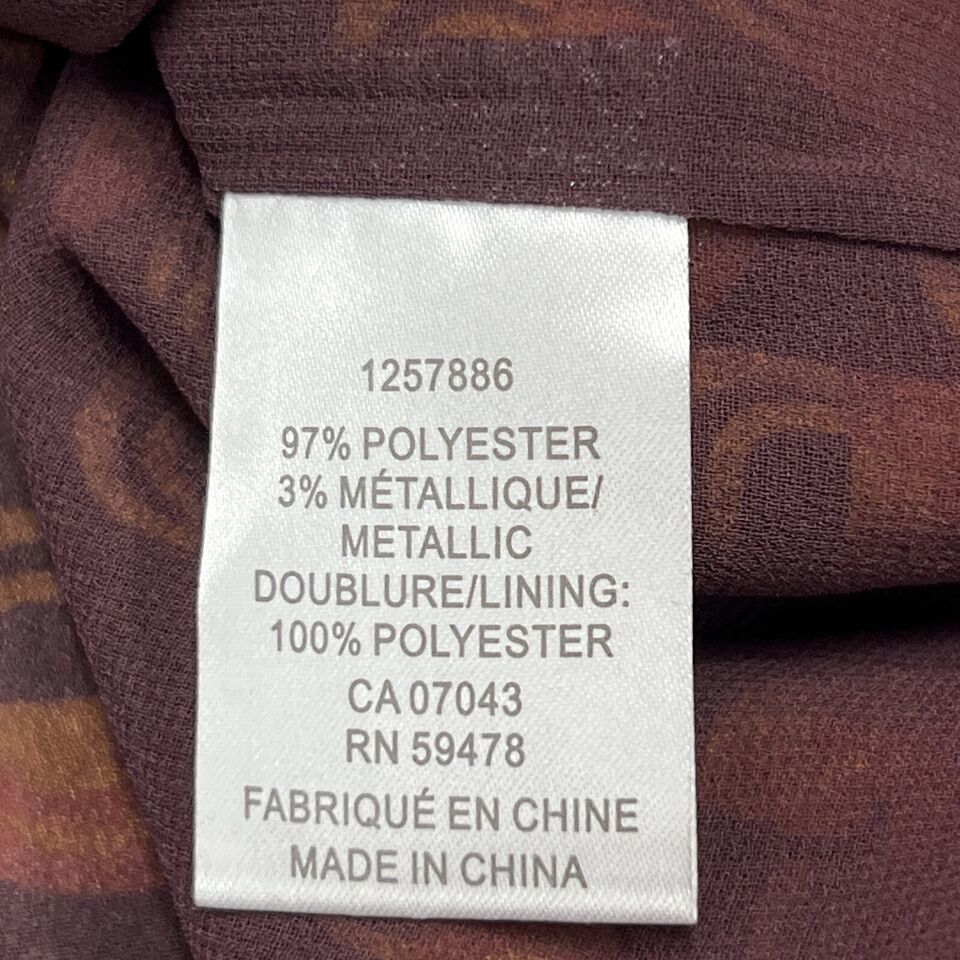 1257886
97% POLYESTER
3% MÉTALLIQUE/
METALLIC
DOUBLURE/LINING:
100% POLYESTER
CA 07043
RN 59478
FABRIQUÉ EN CHINE
MADE IN CHINA